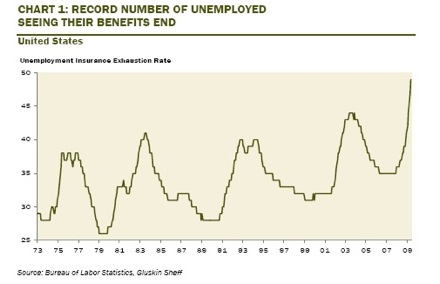 CHART 1: RECORD NUMBER OF UNEMPLOYED
SEEING THEIR BENEFITS END
United States
Unemployment Insurance Exhaustion Rate
50
45
40
35
30
25
73 75 77 79 81 83 85 87 89 91 93 95 97 99 01 03 05 07 09
Source: Bureau of Labor Statistics, Gluskin Sheff